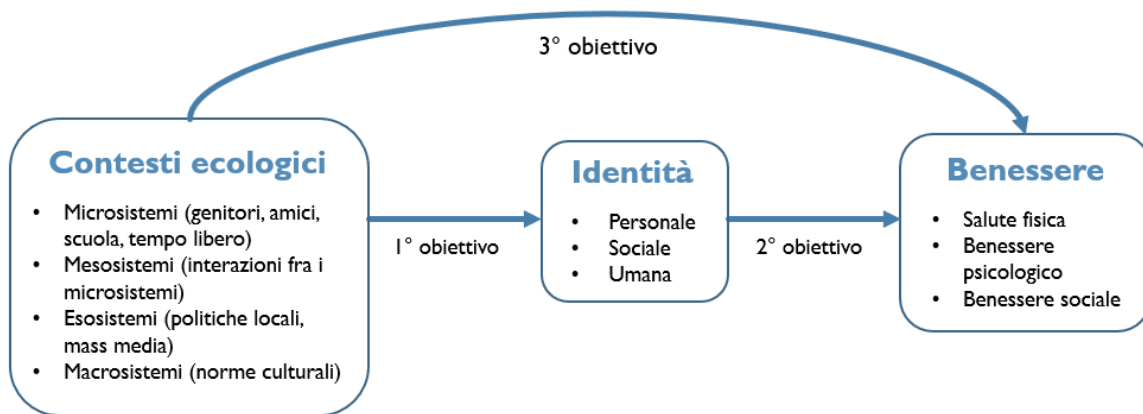 3° obiettivo
Contesti ecologici
• Microsistemi (genitori, amici,
scuola, tempo libero)
• Mesosistemi (interazioni fra i
microsistemi)
• Esosistemi (politiche locali,
mass media)
• Macrosistemi (norme culturali)
1° obiettivo
Identità
• Personale
• Sociale
• Umana
2° obiettivo
Benessere
• Salute fisica
• Benessere
psicologico
• Benessere sociale